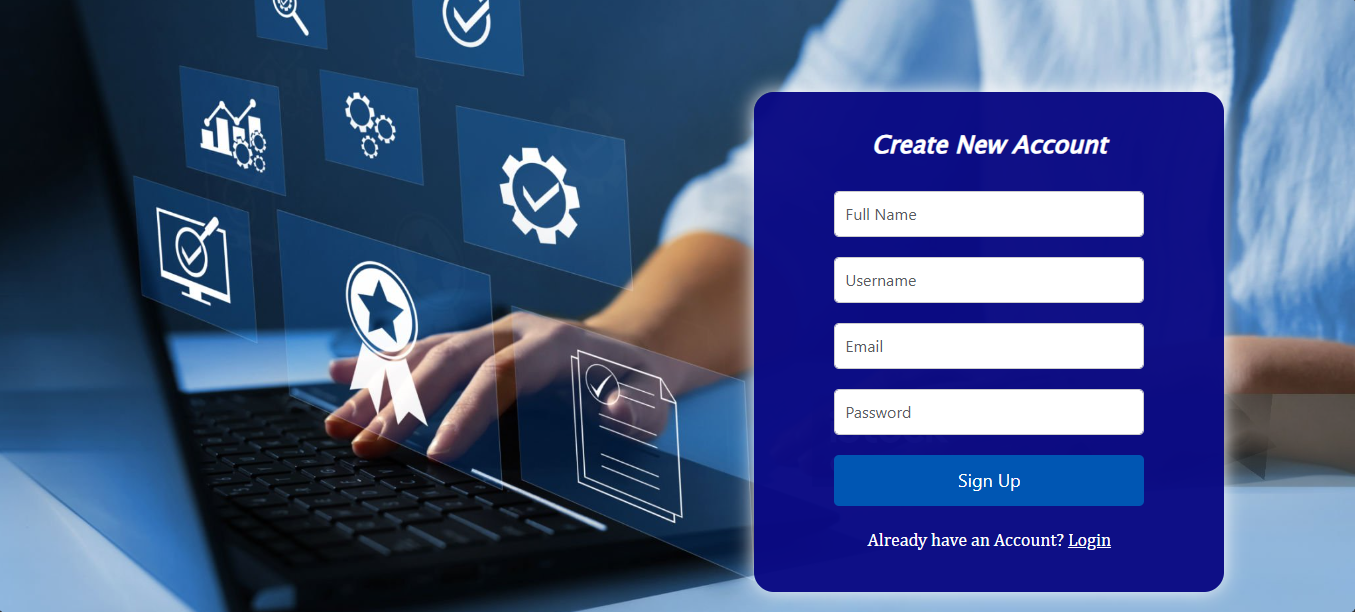 Create New Account
Full Name
Username
Email
Password
Sign Up
Already have an Account? Login